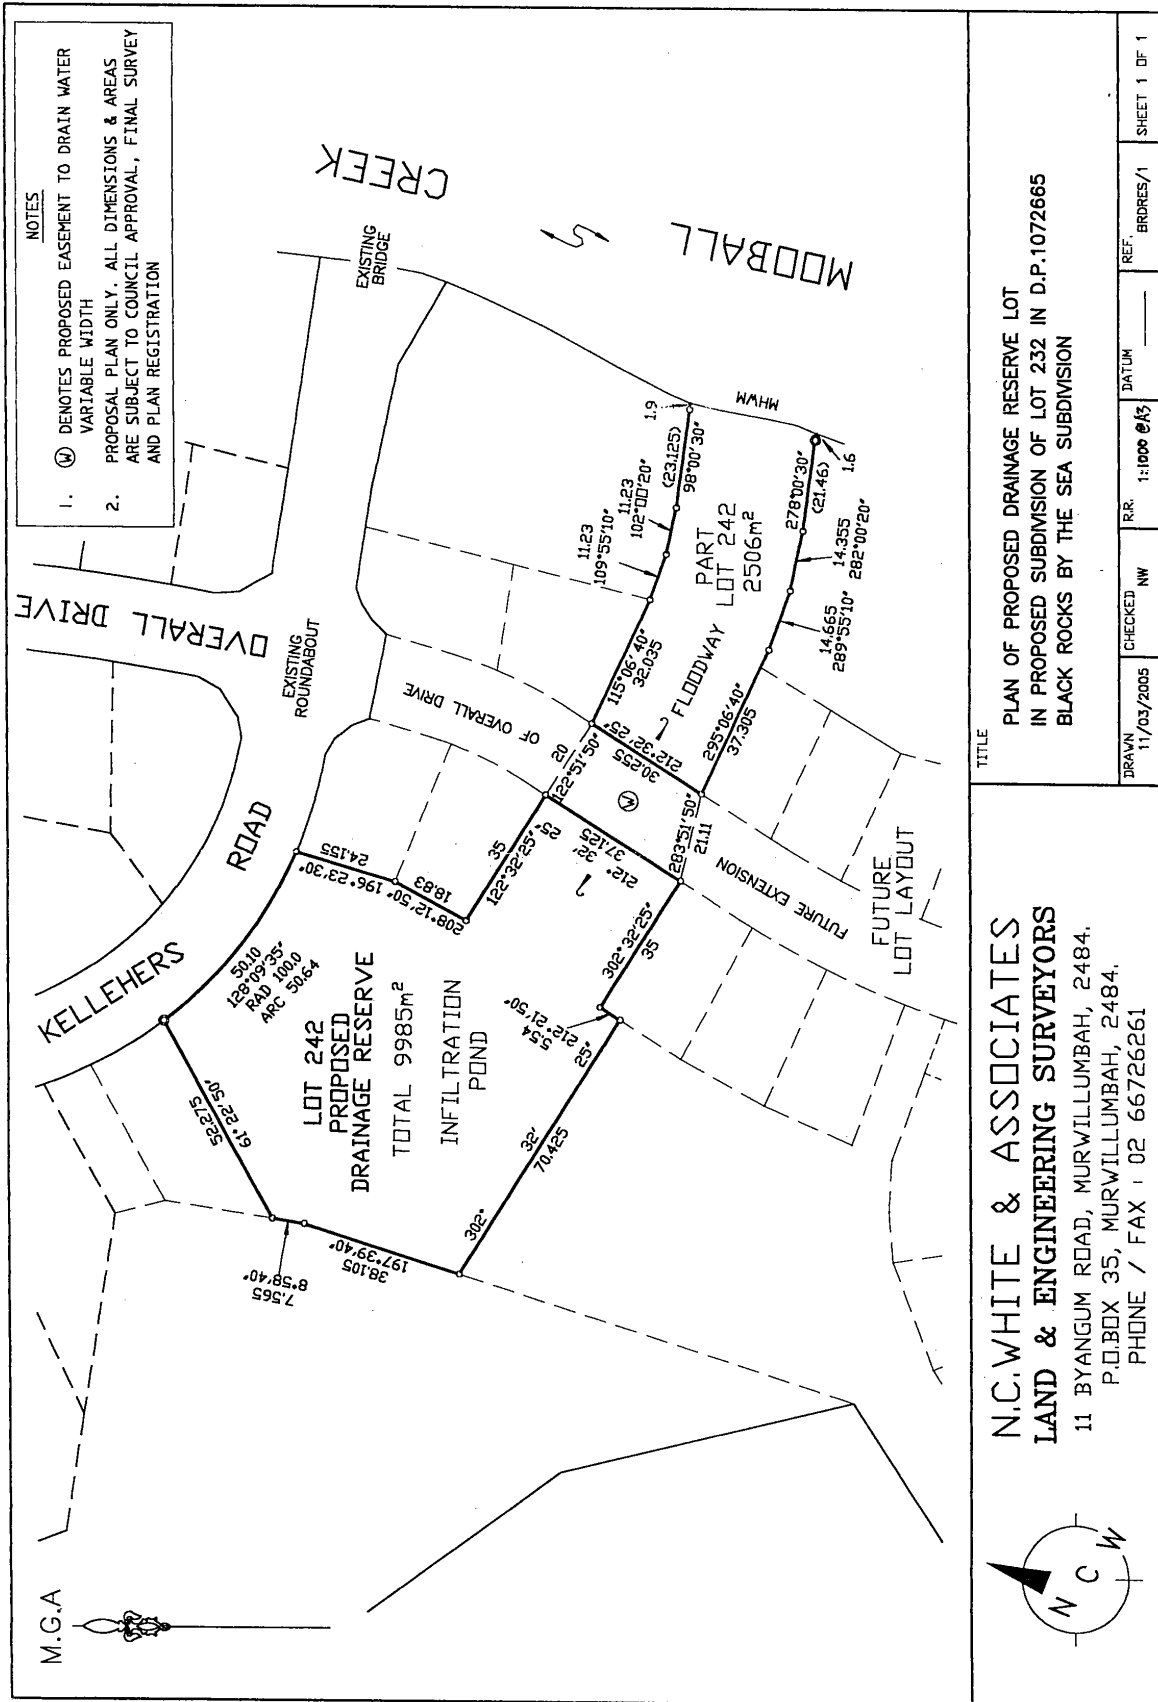 M.G.A
NOTES
1. Ⓦ DENOTES PROPOSED EASEMENT TO DRAIN WATER
VARIABLE WIDTH
2. PROPOSAL PLAN ONLY. ALL DIMENSIONS & AREAS
ARE SUBJECT TO COUNCIL APPROVAL, FINAL SURVEY
AND PLAN REGISTRATION
KELLEHERS
ROAD
OVERALL DRIVE
EXISTING
ROUNDABOUT
EXISTING
BRIDGE
MOOBALL
CREEK
MHWM
52.275
61°22'50"
50.10
128°09'35"
RAD 100.0
ARC 50.64
24.155
196°23'30"
18.83
208°12'50"
35
122°32'25"
20
122°51'50"
OF OVERALL DRIVE
7.565
8°58'40"
38.105
197°39'40"
LOT 242
PROPOSED
DRAINAGE RESERVE
TOTAL 9985m²
INFILTRATION
POND
302° 32' 25"
70.425
5.54
212°21'50"
302°32'25"
35
212° 32' 25"
37.125
Ⓦ
212°32'25"
30.255
283°51'50"
21.11
FUTURE EXTENSION
FUTURE
LOT LAYOUT
FLOODWAY
PART
LOT 242
2506m²
115°06'40"
32.035
11.23
109°55'10"
11.23
102°00'20"
(23.125)
98°00'30"
1.9
295°06'40"
37.305
14.665
289°55'10"
14.355
282°00'20"
278°00'30"
(21.46)
1.6
N C W
N.C.WHITE & ASSOCIATES
LAND & ENGINEERING SURVEYORS
11 BYANGUM ROAD, MURWILLUMBAH, 2484.
P.O.BOX 35, MURWILLUMBAH, 2484.
PHONE / FAX : 02 66726261
TITLE
PLAN OF PROPOSED DRAINAGE RESERVE LOT
IN PROPOSED SUBDIVISION OF LOT 232 IN D.P.1072665
BLACK ROCKS BY THE SEA SUBDIVISION
DRAWN 11/03/2005
CHECKED NW
R.R. 1:1000 @A3
DATUM
REF. BRDRES/1
SHEET 1 OF 1